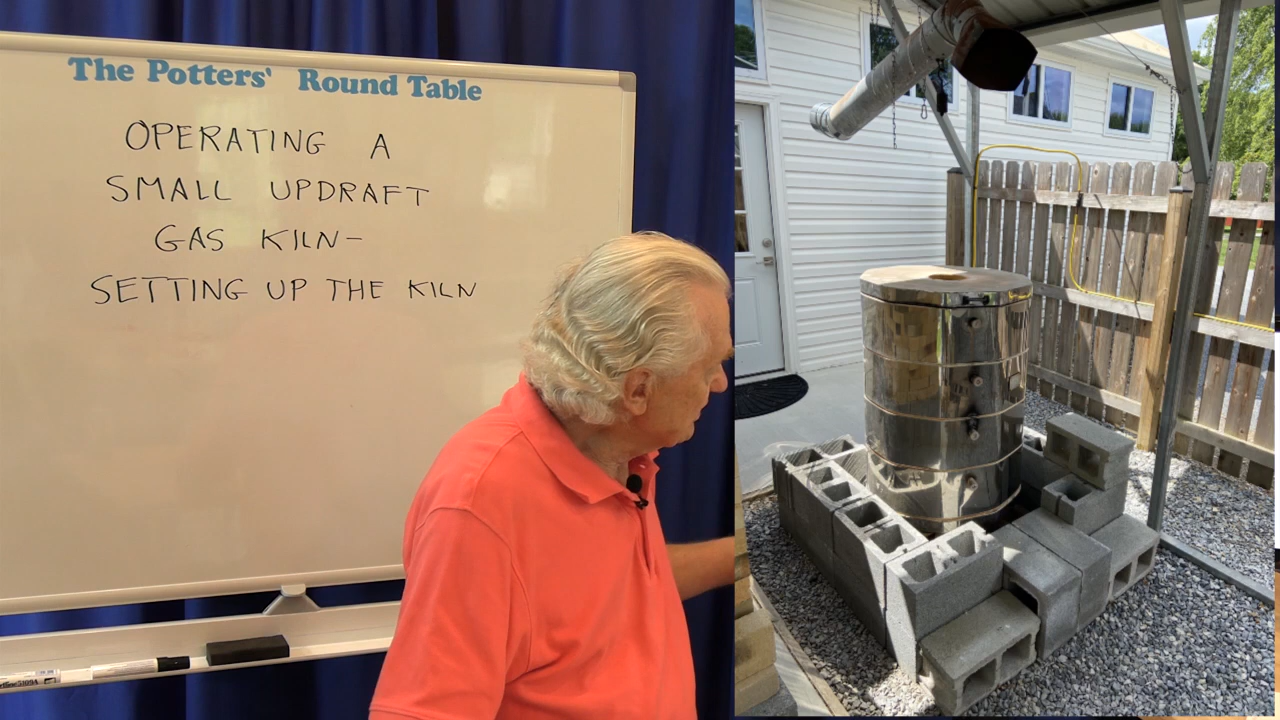 The Potters' Round Table
OPERATING A
SMALL UPDRAFT
GAS KILN-
SETTING UP THE KILN